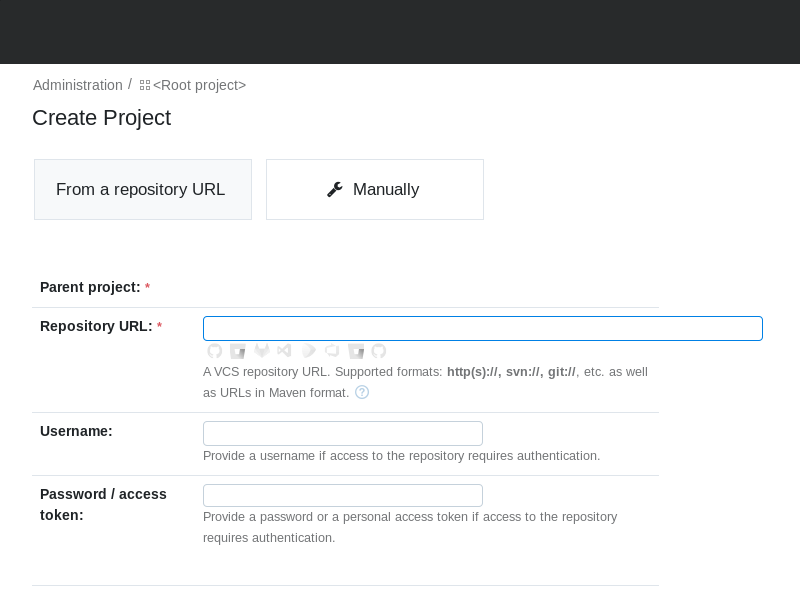 Administration / <Root project>
Create Project
From a repository URL
Manually
Parent project: *
Repository URL: *
A VCS repository URL. Supported formats: http(s)://, svn://, git://, etc. as well
as URLs in Maven format. ?
Username:
Provide a username if access to the repository requires authentication.
Password / access
token:
Provide a password or a personal access token if access to the repository
requires authentication.